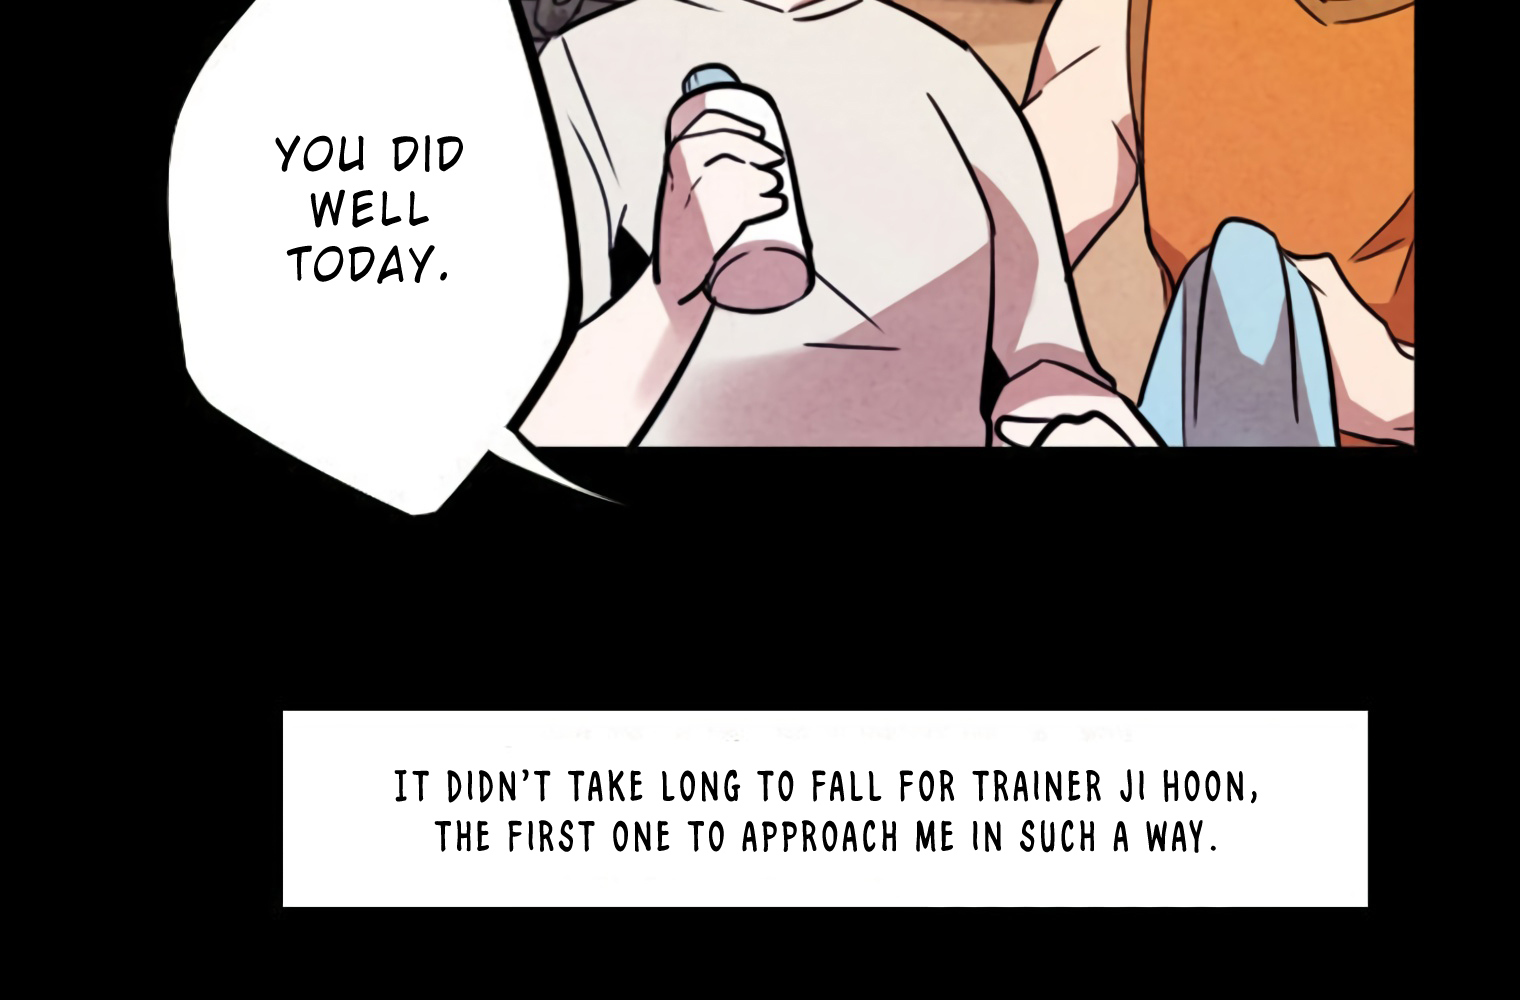 YOU DID
WELL
TODAY.
IT DIDN'T TAKE LONG TO FALL FOR TRAINER JI HOON,
THE FIRST ONE TO APPROACH ME IN SUCH A WAY.